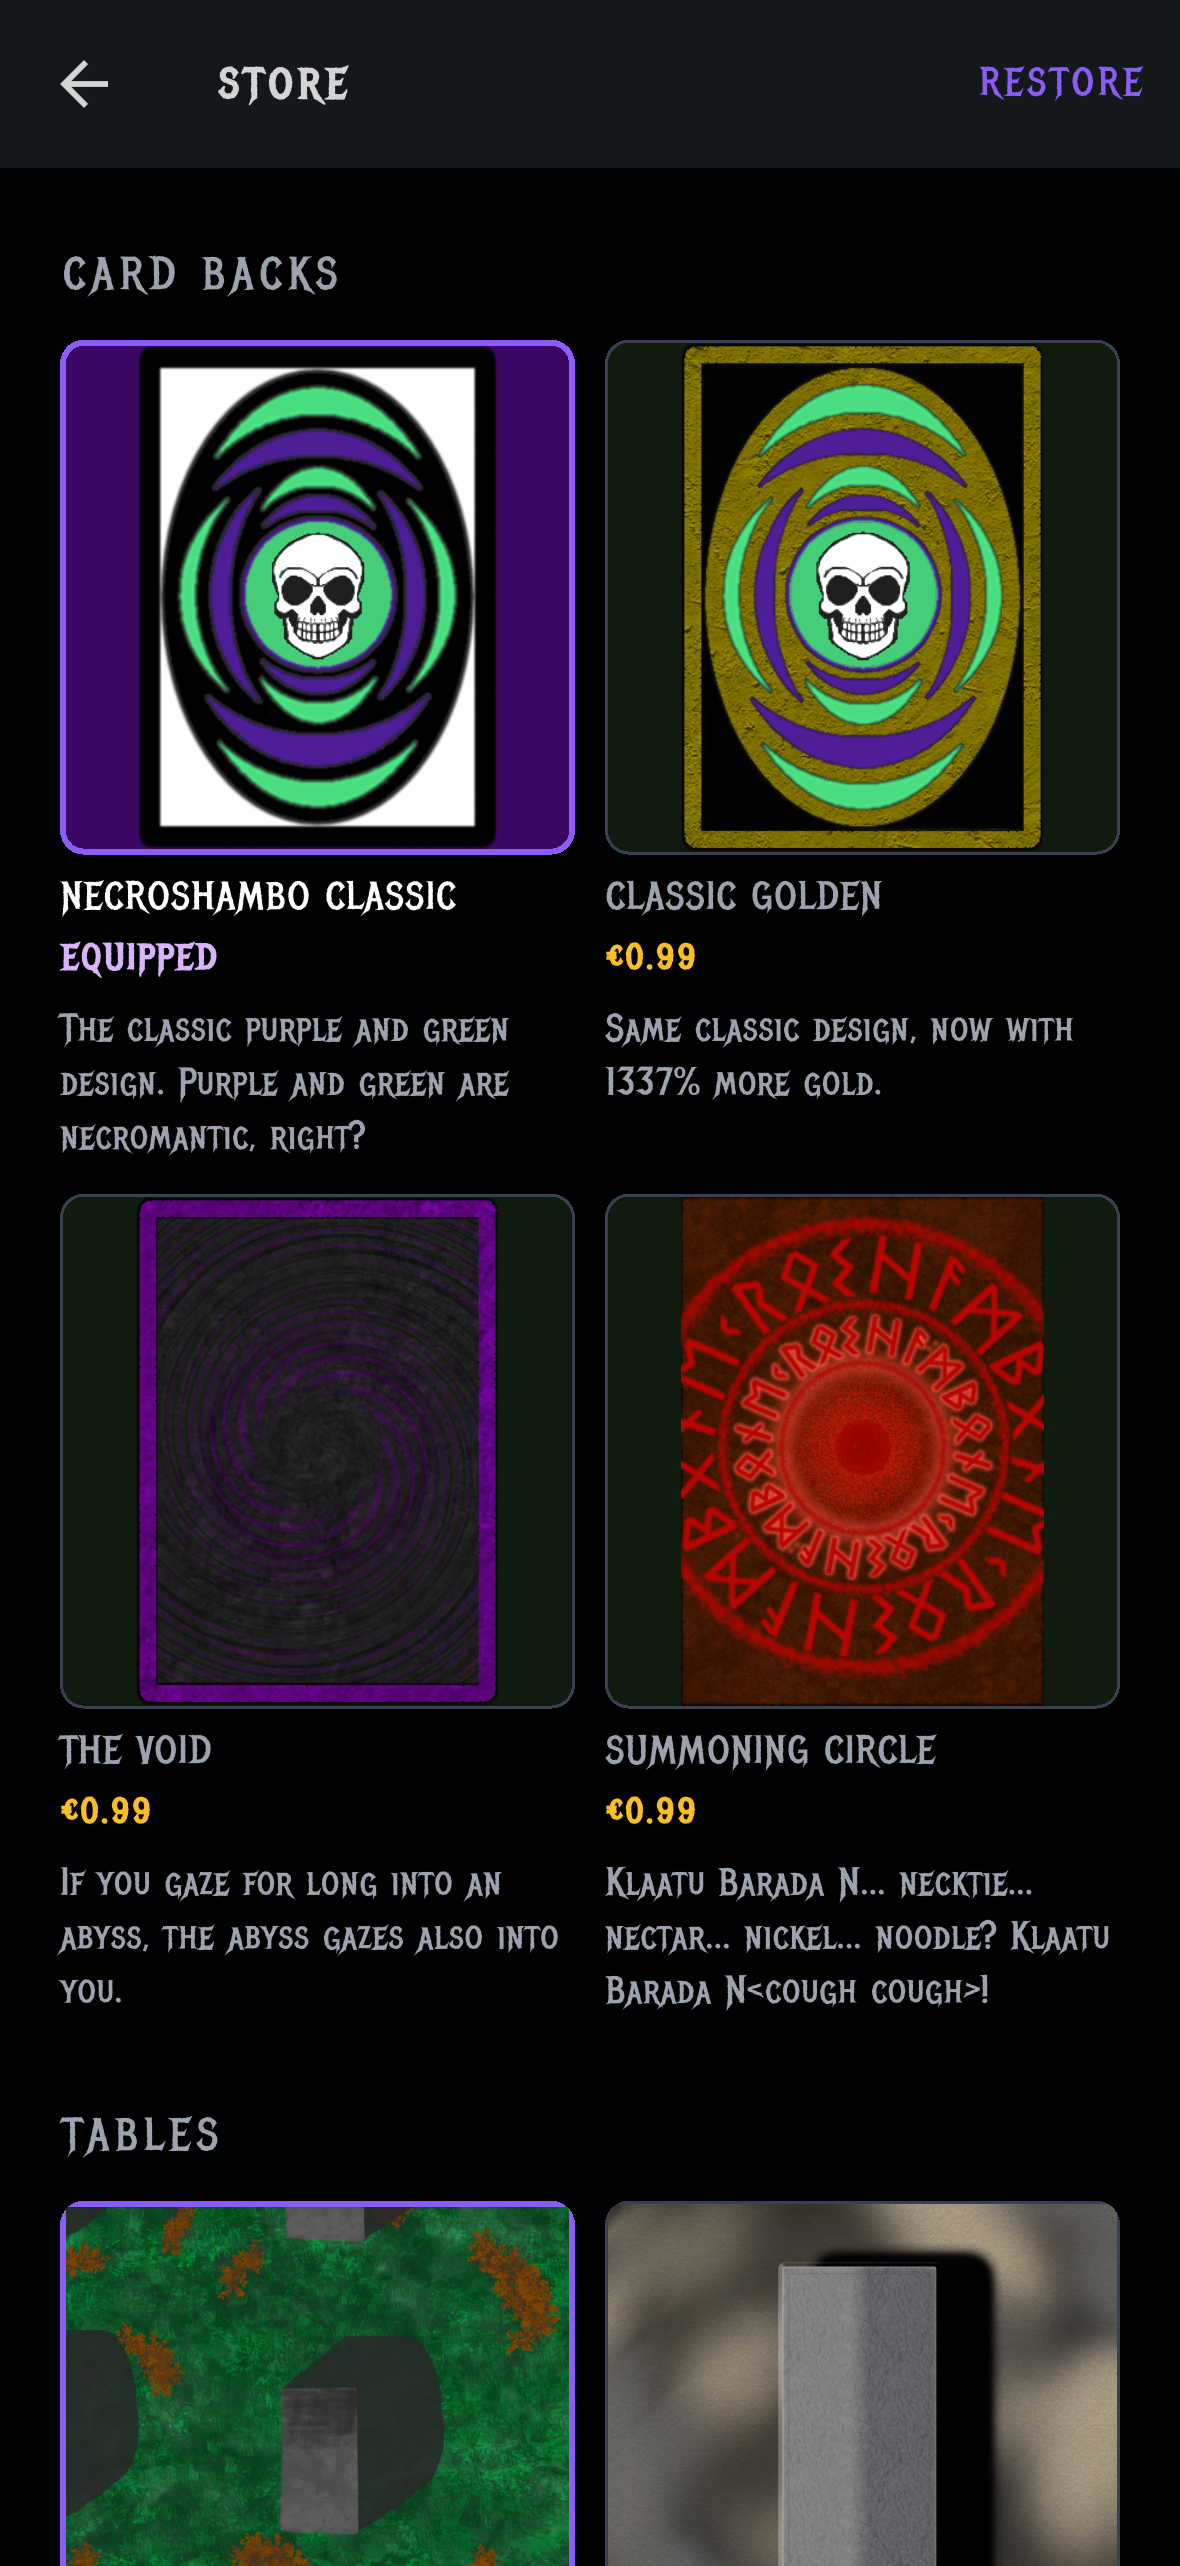 STORE
RESTORE
CARD BACKS
NECROSHAMBO CLASSIC
EQUIPPED
The classic purple and green
design. Purple and green are
necromantic, right?
CLASSIC GOLDEN
€0.99
Same classic design, now with
1337% more gold.
THE VOID
€0.99
If you gaze for long into an
abyss, the abyss gazes also into
you.
SUMMONING CIRCLE
€0.99
Klaatu Barada N... necktie...
nectar... nickel... noodle? Klaatu
Barada N<cough cough>!
TABLES